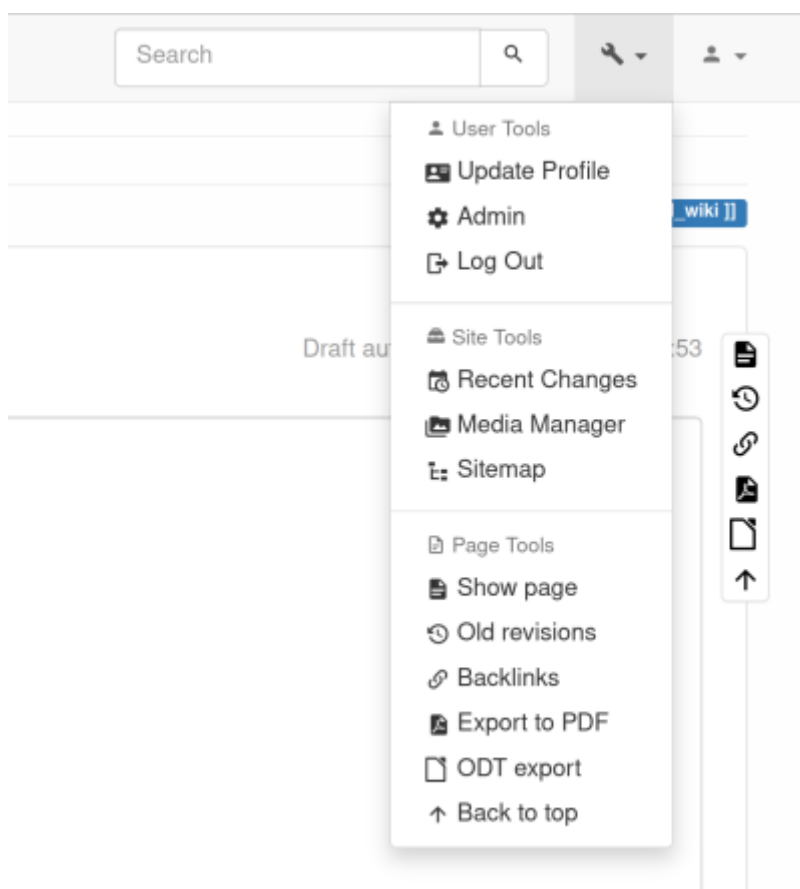 Search
User Tools
Update Profile
Admin
_wiki ]]
Log Out
Site Tools
Draft :53
Recent Changes
Media Manager
Sitemap
Page Tools
Show page
Old revisions
Backlinks
Export to PDF
ODT export
Back to top